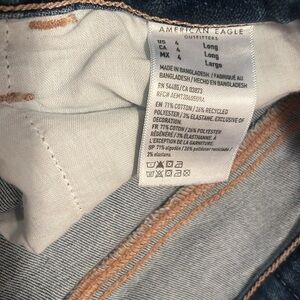 AMERICAN EAGLE
OUTFITTERS
US 4 Long
CA 4 Long
MX 4 Largo
MADE IN BANGLADESH / FABRIQUÉ AU
BANGLADESH / HECHO EN BANGLADESH
EN 71% COTTON / 26% RECYCLED
POLYESTER / 3% ELASTANE. EXCLUSIVE OF
DECORATION.
FR 71% COTON / 26% POLYESTER
RÉGÉNÉRÉ / 3% ÉLASTHANNE. À
L'EXCEPTION DE LA GARNITURE.
SP 71% algodón / 26% poliéster reciclado /
3% elastano.